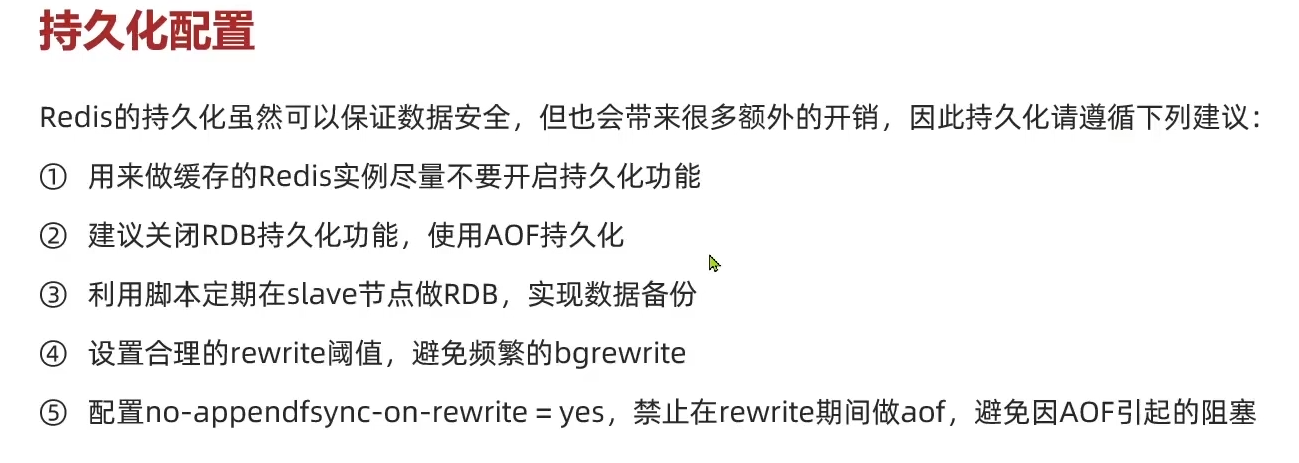 持久化配置
Redis的持久化虽然可以保证数据安全，但也会带来很多额外的开销，因此持久化请遵循下列建议：
① 用来做缓存的Redis实例尽量不要开启持久化功能
② 建议关闭RDB持久化功能，使用AOF持久化
③ 利用脚本定期在slave节点做RDB，实现数据备份
④ 设置合理的rewrite阈值，避免频繁的bgrewrite
⑤ 配置no-appendfsync-on-rewrite = yes，禁止在rewrite期间做aof，避免因AOF引起的阻塞